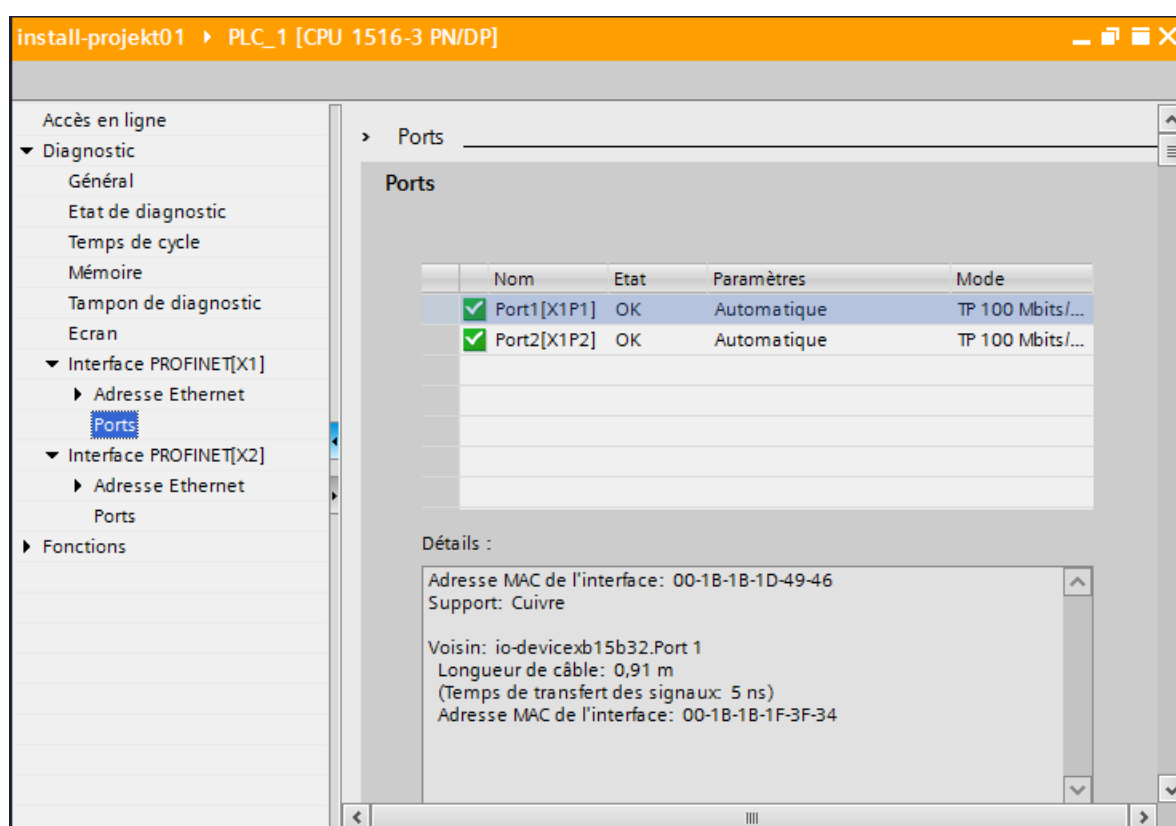 install-projekt01 ▸ PLC_1 [CPU 1516-3 PN/DP]
Accès en ligne
Diagnostic
Général
Etat de diagnostic
Temps de cycle
Mémoire
Tampon de diagnostic
Ecran
Interface PROFINET[X1]
Adresse Ethernet
Ports
Interface PROFINET[X2]
Adresse Ethernet
Ports
Fonctions
Ports
Ports
Nom Etat Paramètres Mode
Port1[X1P1] OK Automatique TP 100 Mbits/...
Port2[X1P2] OK Automatique TP 100 Mbits/...
Détails :
Adresse MAC de l'interface: 00-1B-1B-1D-49-46
Support: Cuivre
Voisin: io-devicexb15b32.Port 1
Longueur de câble: 0,91 m
(Temps de transfert des signaux: 5 ns)
Adresse MAC de l'interface: 00-1B-1B-1F-3F-34